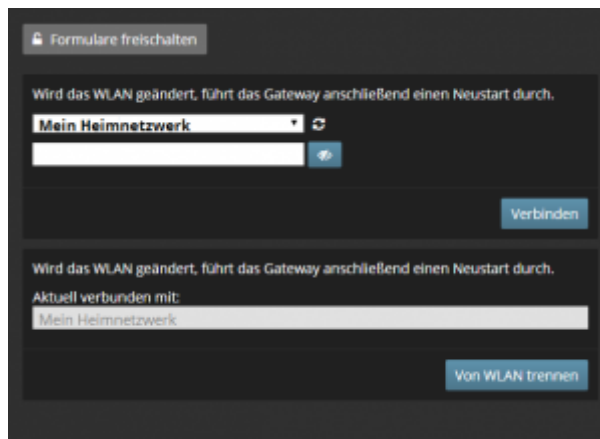 Formulare freischalten
Wird das WLAN geändert, führt das Gateway anschließend einen Neustart durch.
Mein Heimnetzwerk
Verbinden
Wird das WLAN geändert, führt das Gateway anschließend einen Neustart durch.
Aktuell verbunden mit:
Mein Heimnetzwerk
Von WLAN trennen